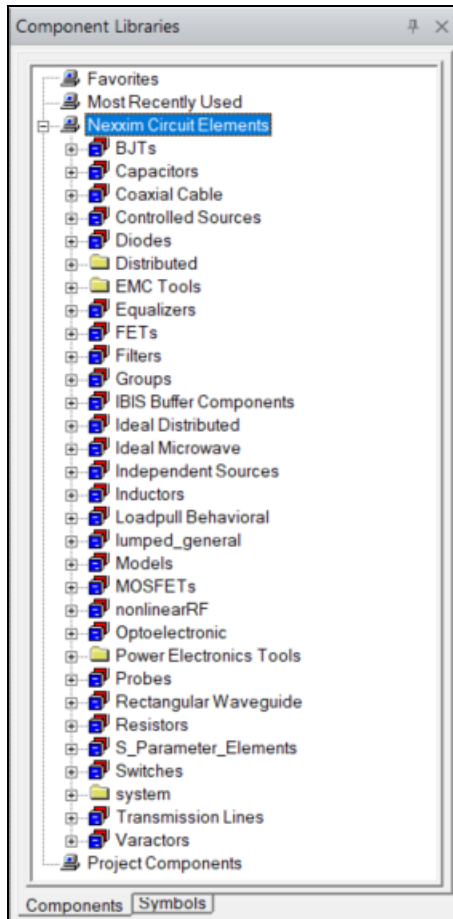 Component Libraries
Favorites
Most Recently Used
Nexxim Circuit Elements
BJTs
Capacitors
Coaxial Cable
Controlled Sources
Diodes
Distributed
EMC Tools
Equalizers
FETs
Filters
Groups
IBIS Buffer Components
Ideal Distributed
Ideal Microwave
Independent Sources
Inductors
Loadpull Behavioral
lumped_general
Models
MOSFETs
nonlinearRF
Optoelectronic
Power Electronics Tools
Probes
Rectangular Waveguide
Resistors
S_Parameter_Elements
Switches
system
Transmission Lines
Varactors
Project Components
Components Symbols